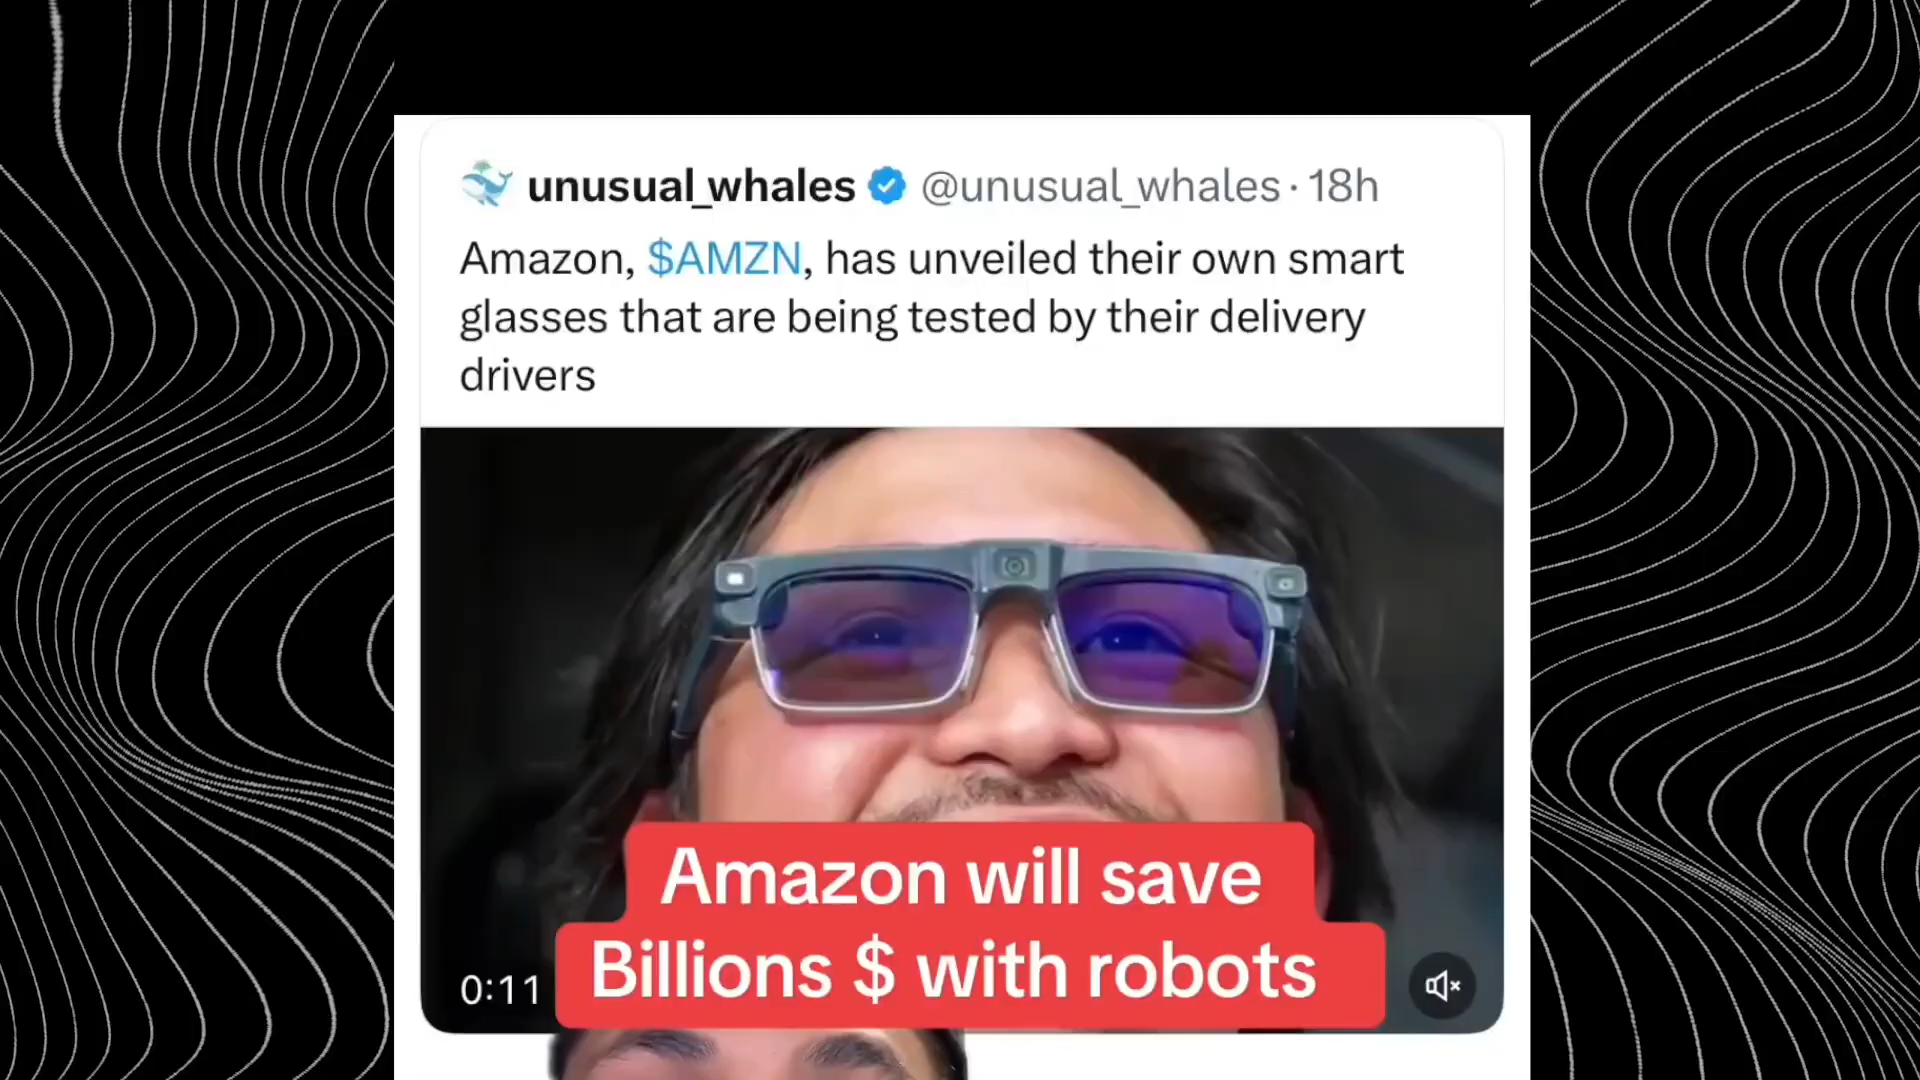 unusual_whales @unusual_whales · 18h
Amazon, $AMZN, has unveiled their own smart
glasses that are being tested by their delivery
drivers
Amazon will save
Billions $ with robots
0:11